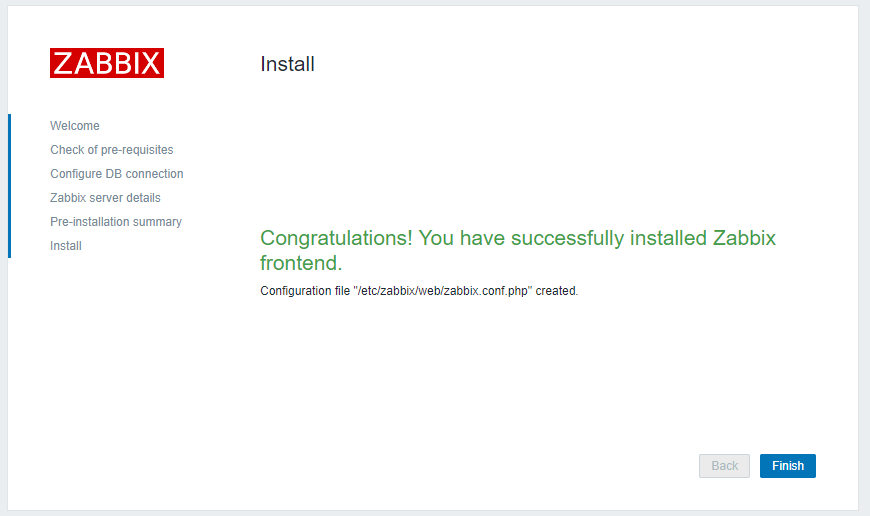 ZABBIX
Install
Welcome
Check of pre-requisites
Configure DB connection
Zabbix server details
Pre-installation summary
Install
Congratulations! You have successfully installed Zabbix
frontend.
Configuration file "/etc/zabbix/web/zabbix.conf.php" created.
Back
Finish